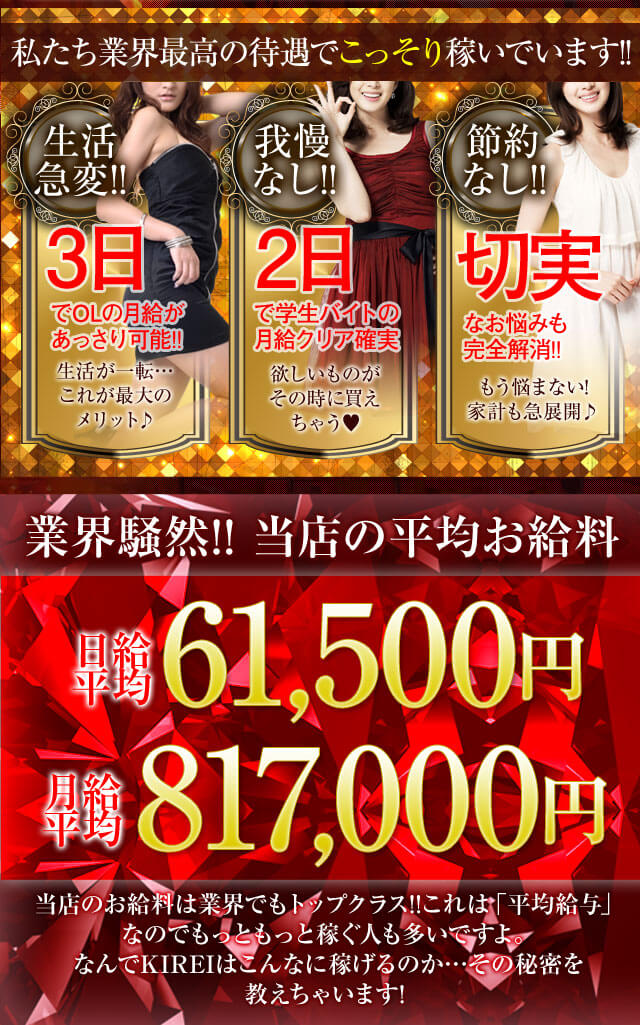 私たち業界最高の待遇でこっそり稼いでいます!!
生活
急変!!
3日
でOLの月給が
あっさり可能!!
生活が一転…
これが最大の
メリット♪
我慢
なし!!
2日
で学生バイトの
月給クリア確実
欲しいものが
その時に買え
ちゃう♥
節約
なし!!
切実
なお悩みも
完全解消!!
もう悩まない!
家計も急展開♪
業界騒然!! 当店の平均お給料
日給
平均
61,500円
月給
平均
817,000円
当店のお給料は業界でもトップクラス!!これは「平均給与」
なのでもっともっと稼ぐ人も多いですよ。
なんでKIREIはこんなに稼げるのか…その秘密を
教えちゃいます!